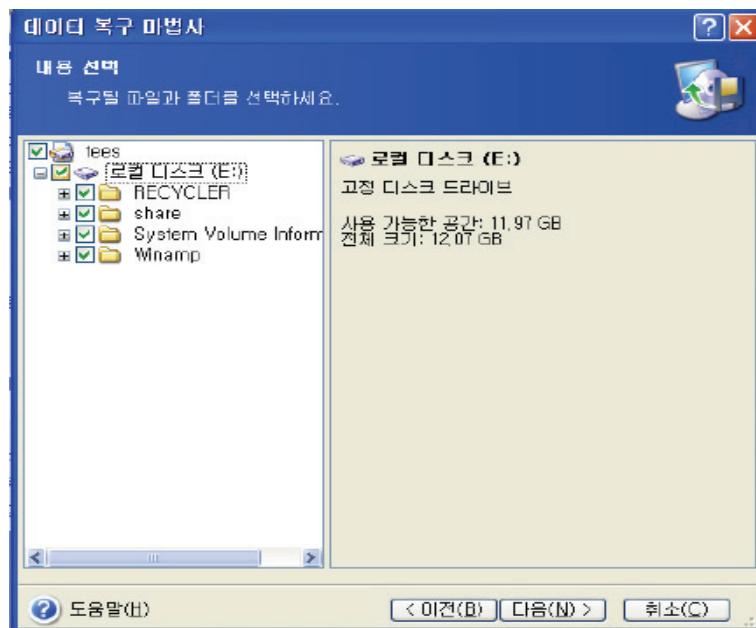 데이터 복구 마법사
내용 선택
복구될 파일과 폴더를 선택하세요.
tees
로컬 디스크 (E:)
RECYCLER
share
System Volume Inform
Winamp
로컬 디스크 (E:)
고정 디스크 드라이브
사용 가능한 공간: 11,97 GB
전체 크기: 12,07 GB
도움말(H)
< 이전(B)
다음(N) >
취소(C)